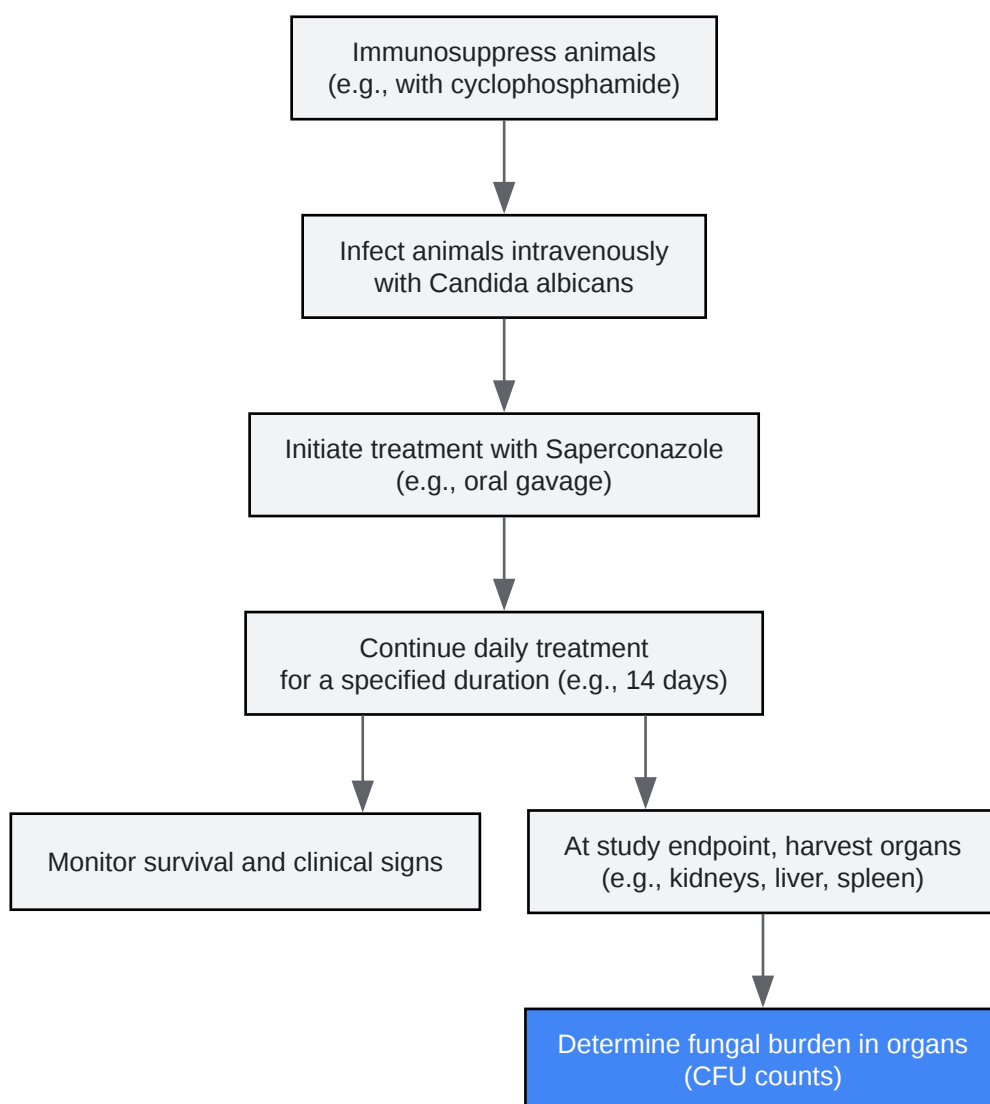 Immunosuppress animals
(e.g., with cyclophosphamide)
Infect animals intravenously
with Candida albicans
Initiate treatment with Saperconazole
(e.g., oral gavage)
Continue daily treatment
for a specified duration (e.g., 14 days)
Monitor survival and clinical signs
At study endpoint, harvest organs
(e.g., kidneys, liver, spleen)
Determine fungal burden in organs
(CFU counts)